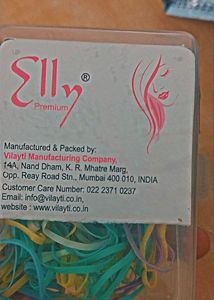 Elly®
Premium
Manufactured & Packed by:
Vilayti Manufacturing Company,
14A, Nand Dham, K. R. Mhatre Marg,
Opp. Reay Road Stn., Mumbai 400 010, INDIA
Customer Care Number: 022 2371 0237
Email: info@vilayti.co.in,
website : www.vilayti.co.in